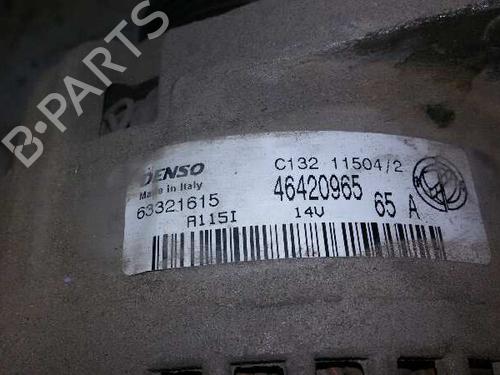 B-PARTS
DENSO
Made in Italy
63321615
A115I
C132 11504/2
46420965
14V
65 A